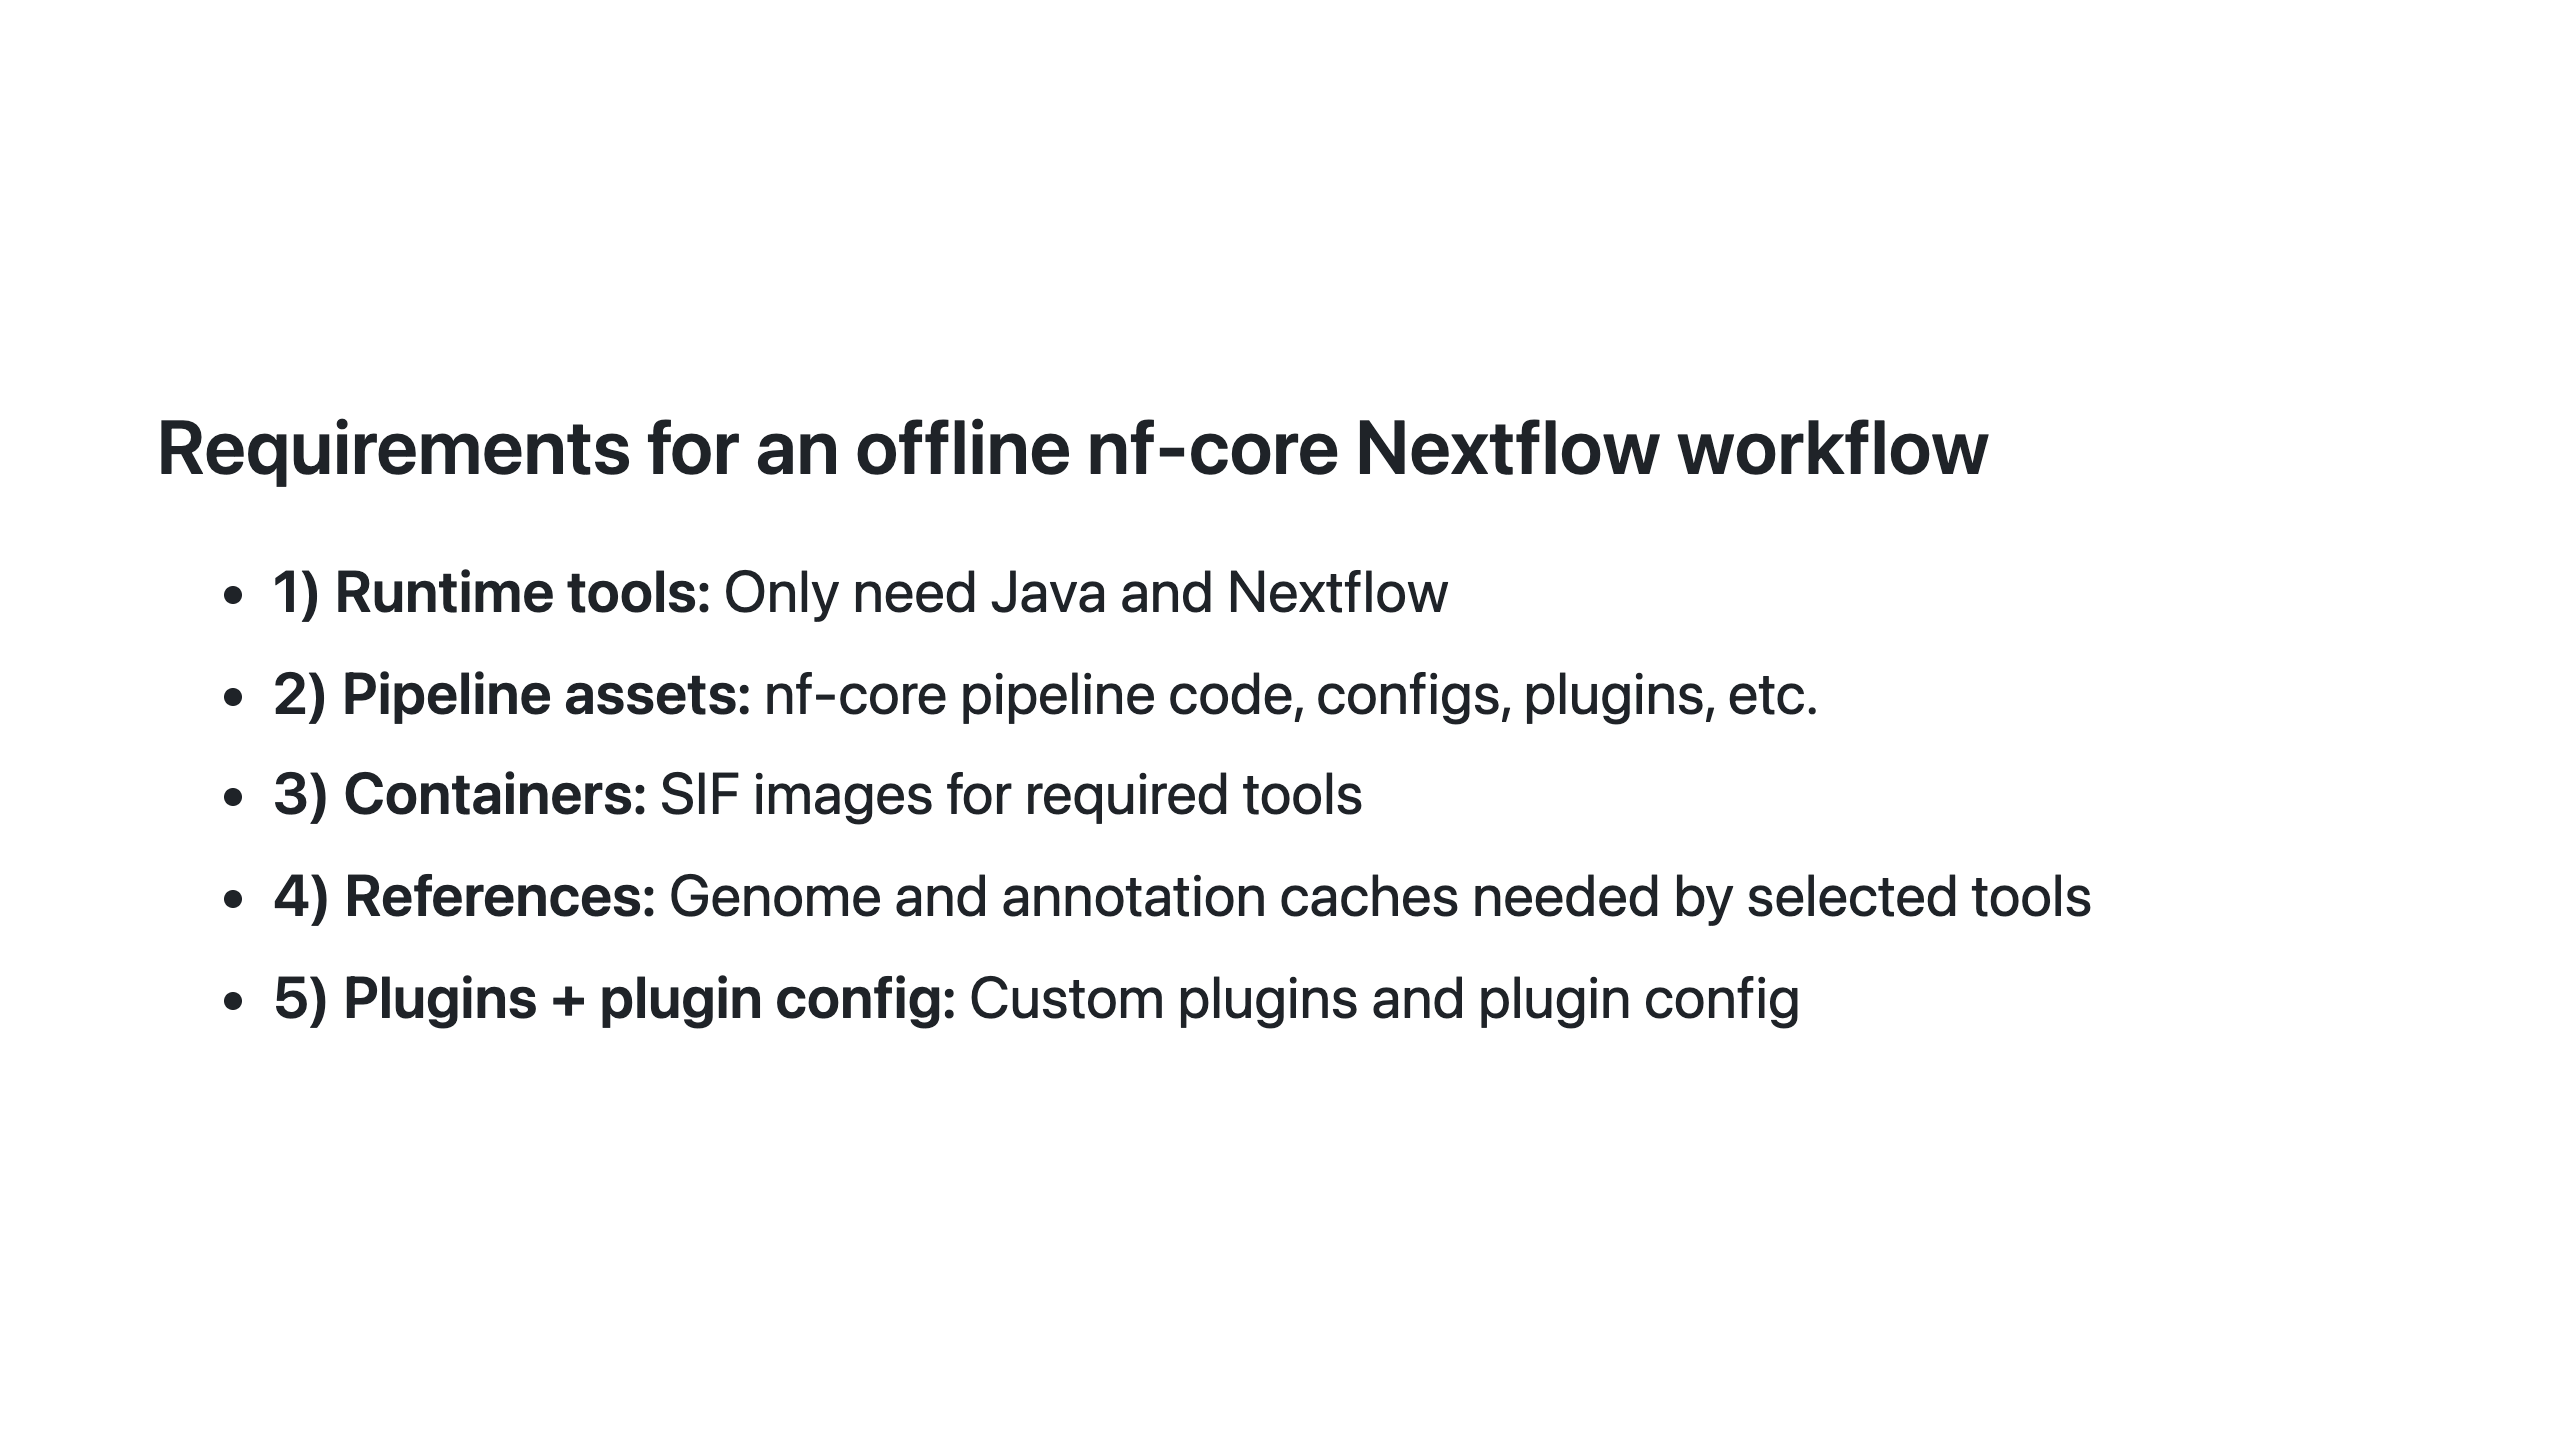 Requirements for an offline nf-core Nextflow workflow
• 1) Runtime tools: Only need Java and Nextflow
• 2) Pipeline assets: nf-core pipeline code, configs, plugins, etc.
• 3) Containers: SIF images for required tools
• 4) References: Genome and annotation caches needed by selected tools
• 5) Plugins + plugin config: Custom plugins and plugin config